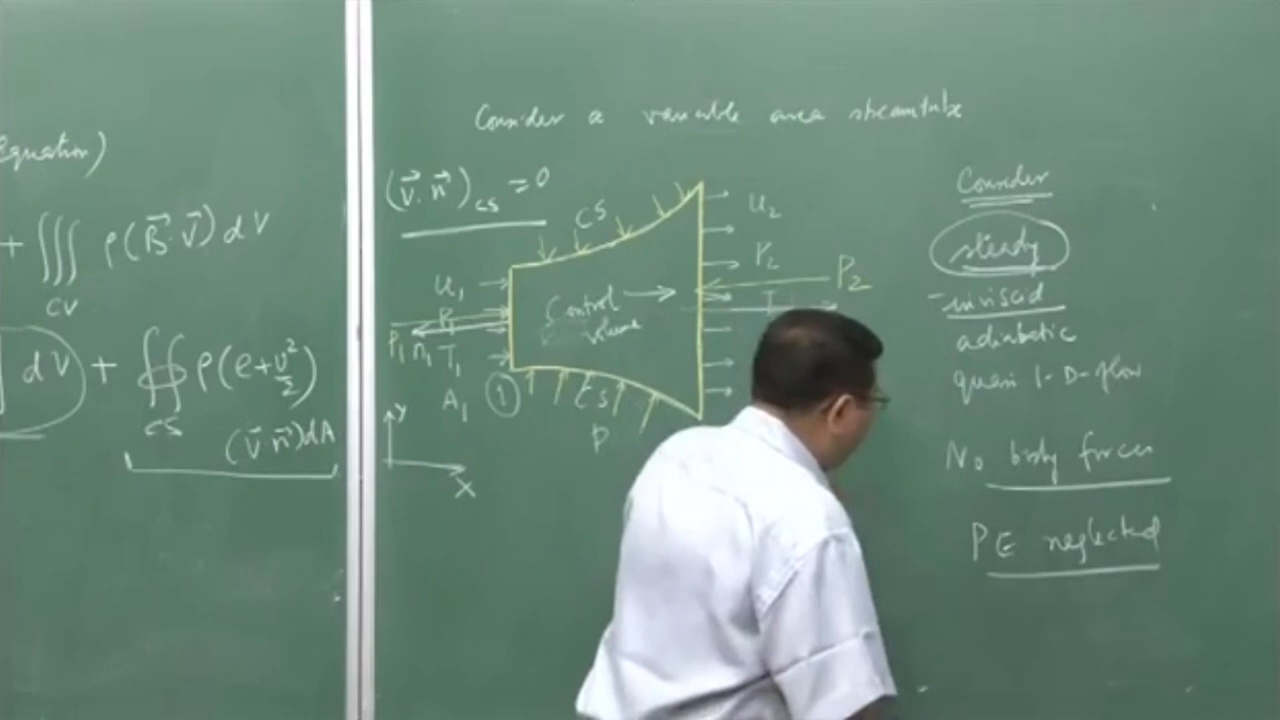 Equation)
+ ∭ ρ(B⃗·V⃗) dV
CV
dV) + ∯ ρ(e+v²/2)
CS
(v⃗ n⃗)dA
Consider a variable area streamtube
(v⃗. n⃗)cs = 0
CS
u₁
P₁
P₁ n₁ T₁
A₁
①
Control
volume
CS
P
Y
X
u₂
P₂
P₂
T
Consider
steady
- inviscid
adiabatic
quasi 1-D-flow
No body forces
PE neglected